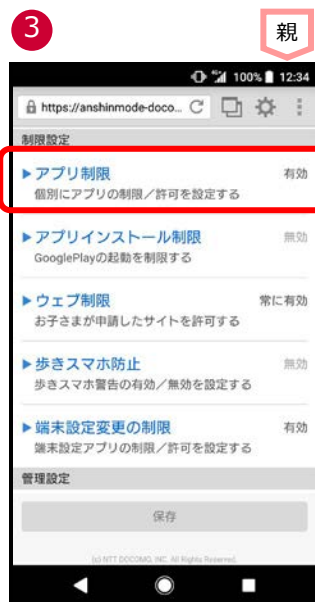 3
親
100% 12:34
https://anshinmode-doco...
制限設定
▶アプリ制限 有効
個別にアプリの制限／許可を設定する
▶アプリインストール制限 無効
GooglePlayの起動を制限する
▶ウェブ制限 常に有効
お子さまが申請したサイトを許可する
▶歩きスマホ防止 無効
歩きスマホ警告の有効／無効を設定する
▶端末設定変更の制限 有効
端末設定アプリの制限／許可を設定する
管理設定
保存
(c) NTT DOCOMO, INC. All Rights Reserved.